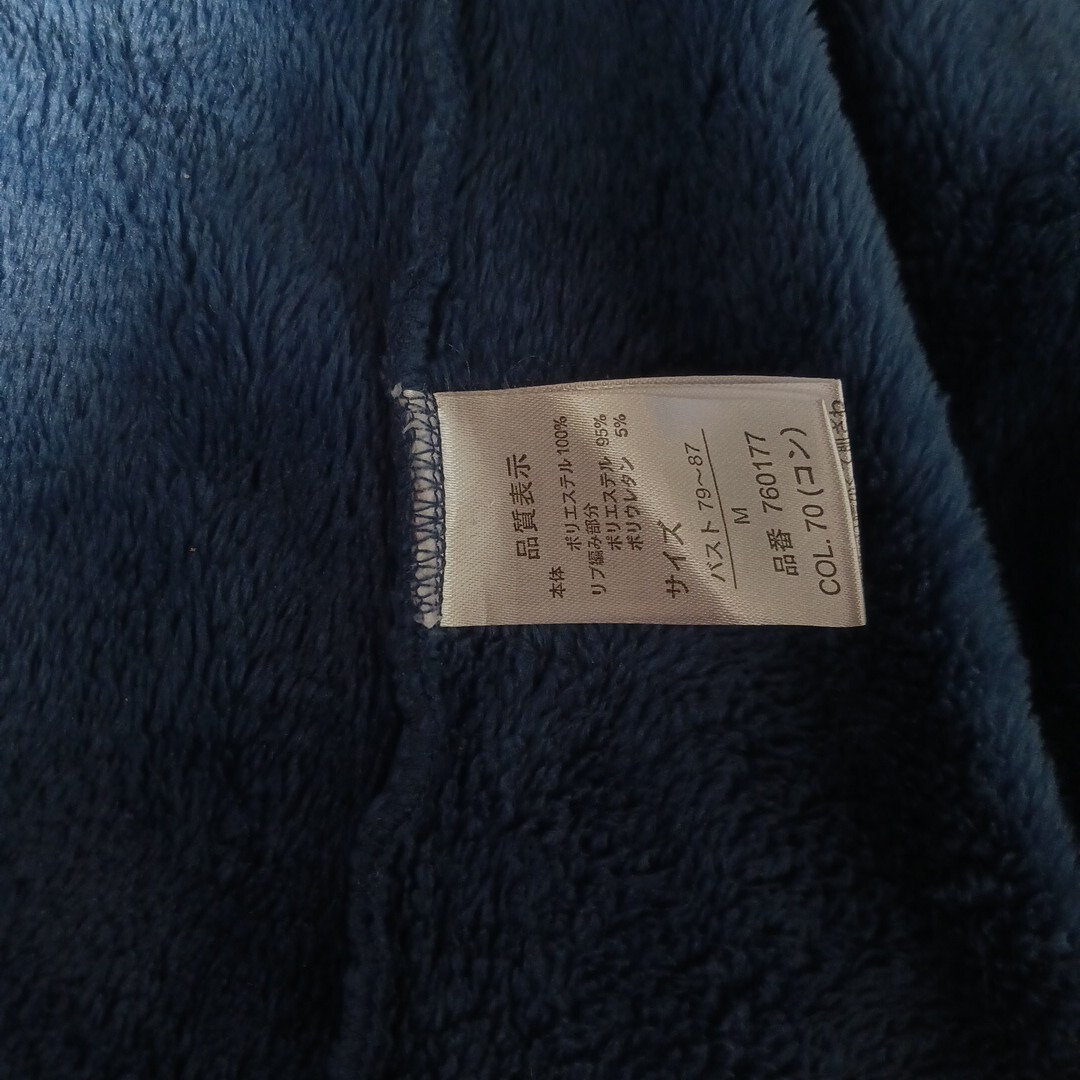 品質表示
本体 ポリエステル100%
リブ編み部分
ポリエステル 95%
ポリウレタン 5%
サイズ
バスト 79～87
M
品番 760177
COL. 70 (コン)